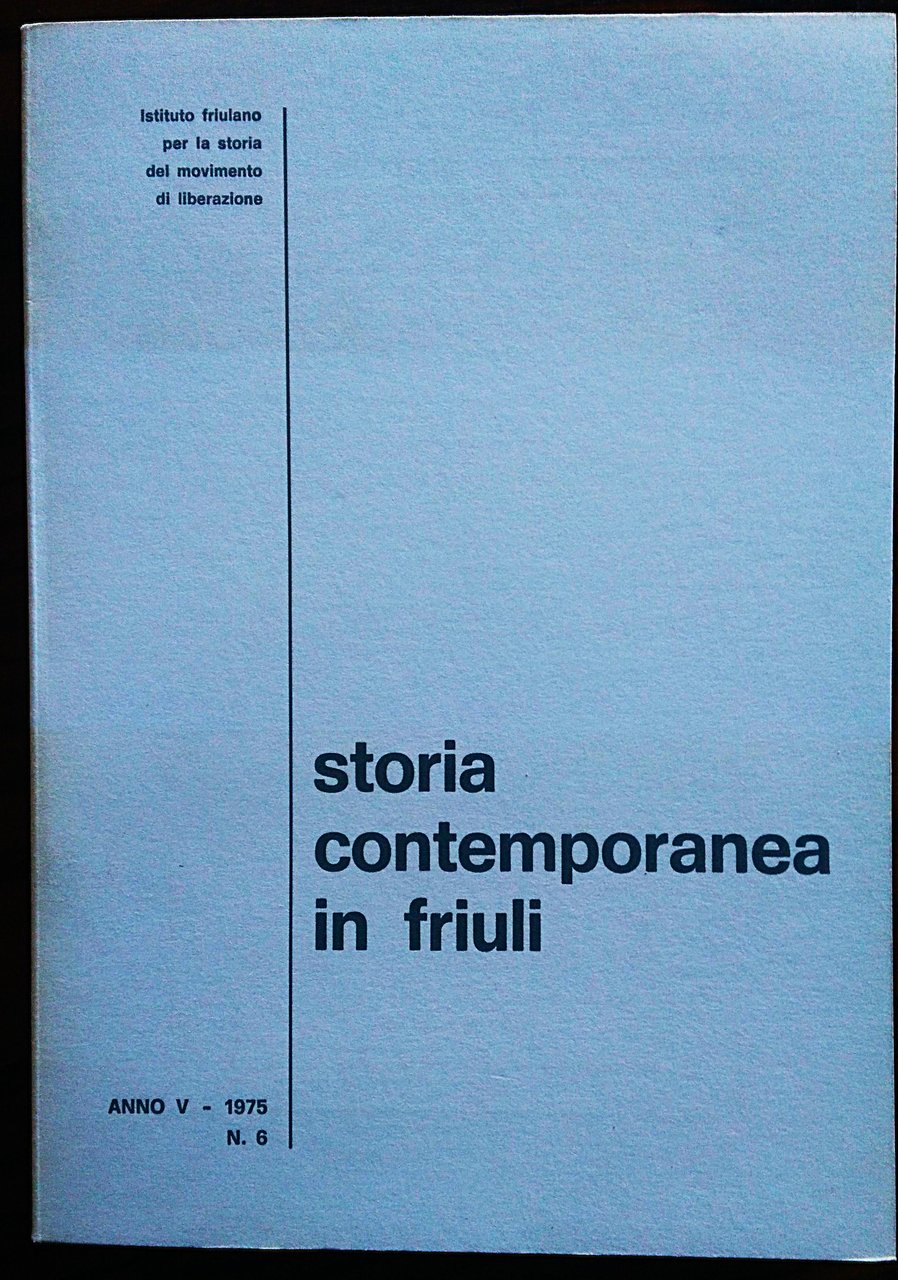 Istituto friulano
per la storia
del movimento
di liberazione
storia
contemporanea
in friuli
ANNO V - 1975
N. 6